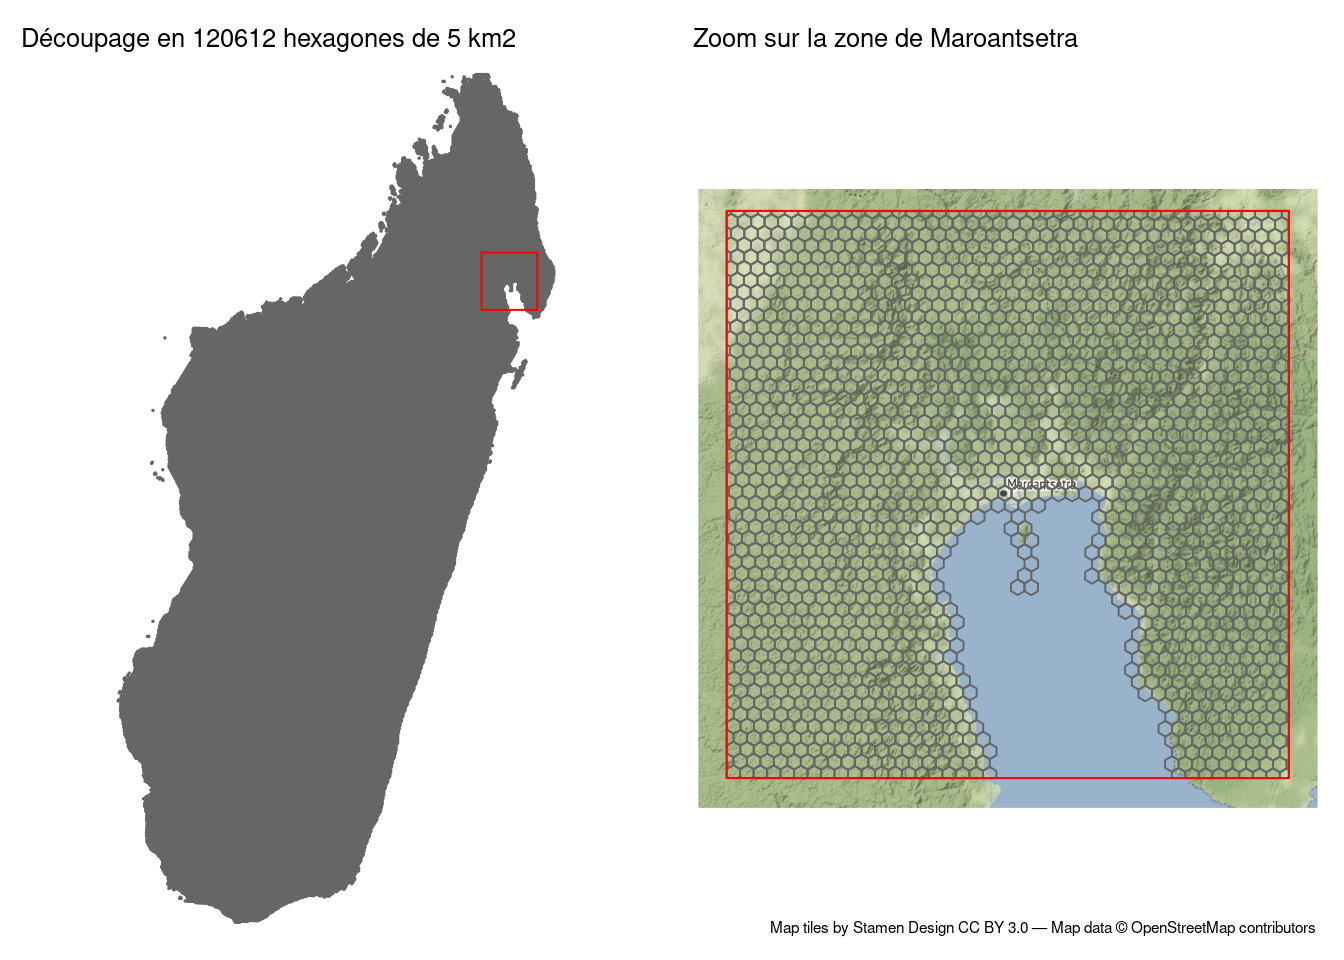 Découpage en 120612 hexagones de 5 km2
Zoom sur la zone de Maroantsetra
Maroantsetra
Map tiles by Stamen Design CC BY 3.0 — Map data © OpenStreetMap contributors